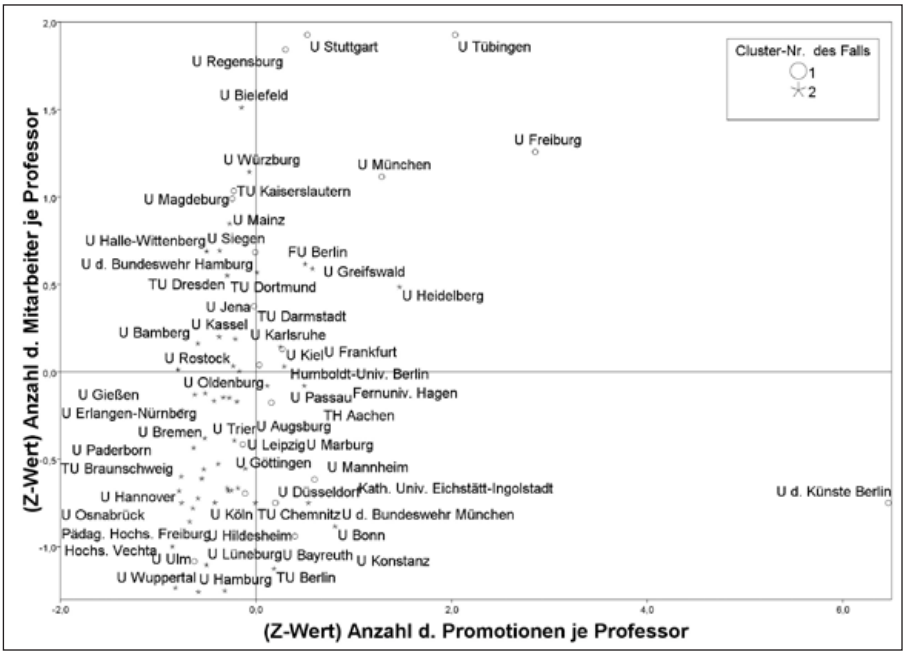 2,0
U Stuttgart
U Tübingen
U Regensburg
Cluster-Nr. des Falls
1
2
U Bielefeld
1,5
U Freiburg
U Würzburg
U München
TU Kaiserslautern
U Magdeburg
1,0
U Mainz
U Halle-Wittenberg
U Siegen
FU Berlin
U d. Bundeswehr Hamburg
U Greifswald
TU Dresden
TU Dortmund
0,5
U Heidelberg
U Jena
TU Darmstadt
U Kassel
U Bamberg
U Karlsruhe
U Rostock
U Kiel
U Frankfurt
0,0
Humboldt-Univ. Berlin
U Oldenburg
U Gießen
U Passau
Fernuniv. Hagen
U Erlangen-Nürnberg
TH Aachen
U Bremen
U Trier
U Augsburg
U Paderborn
U Leipzig
U Marburg
-0,5
TU Braunschweig
U Göttingen
U Mannheim
U Hannover
U Düsseldorf
Kath. Univ. Eichstätt-Ingolstadt
U d. Künste Berlin
U Osnabrück
U Köln
TU Chemnitz
U d. Bundeswehr München
Pädag. Hochs. Freiburg
U Hildesheim
U Bonn
-1,0
Hochs. Vechta
U Ulm
U Lüneburg
U Bayreuth
U Konstanz
U Wuppertal
U Hamburg
TU Berlin
-2,0
0,0
2,0
4,0
6,0
(Z-Wert) Anzahl d. Promotionen je Professor
(Z-Wert) Anzahl d. Mitarbeiter je Professor